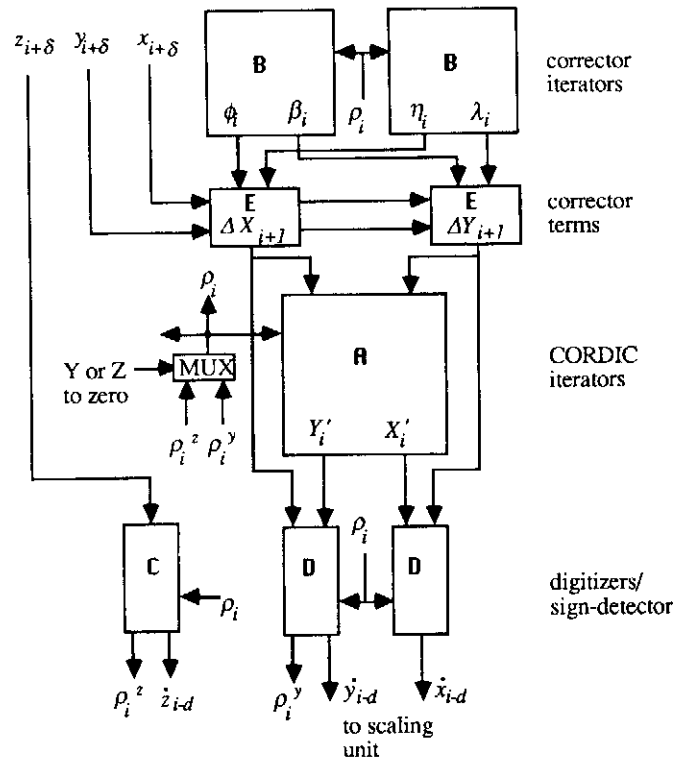 z_{i+δ} y_{i+δ} x_{i+δ}
B B
corrector
iterators
ϕ_i β_i ρ_i η_i λ_i
E E
ΔX_{i+1} ΔY_{i+1}
corrector
terms
ρ_i
A
CORDIC
iterators
Y or Z
to zero
MUX
ρ_i^z ρ_i^y
Y_i' X_i'
C D D
ρ_i
ρ_i
digitizers/
sign-detector
ρ_i^z ż_{i-d} ρ_i^y ẏ_{i-d} ẋ_{i-d}
to scaling
unit